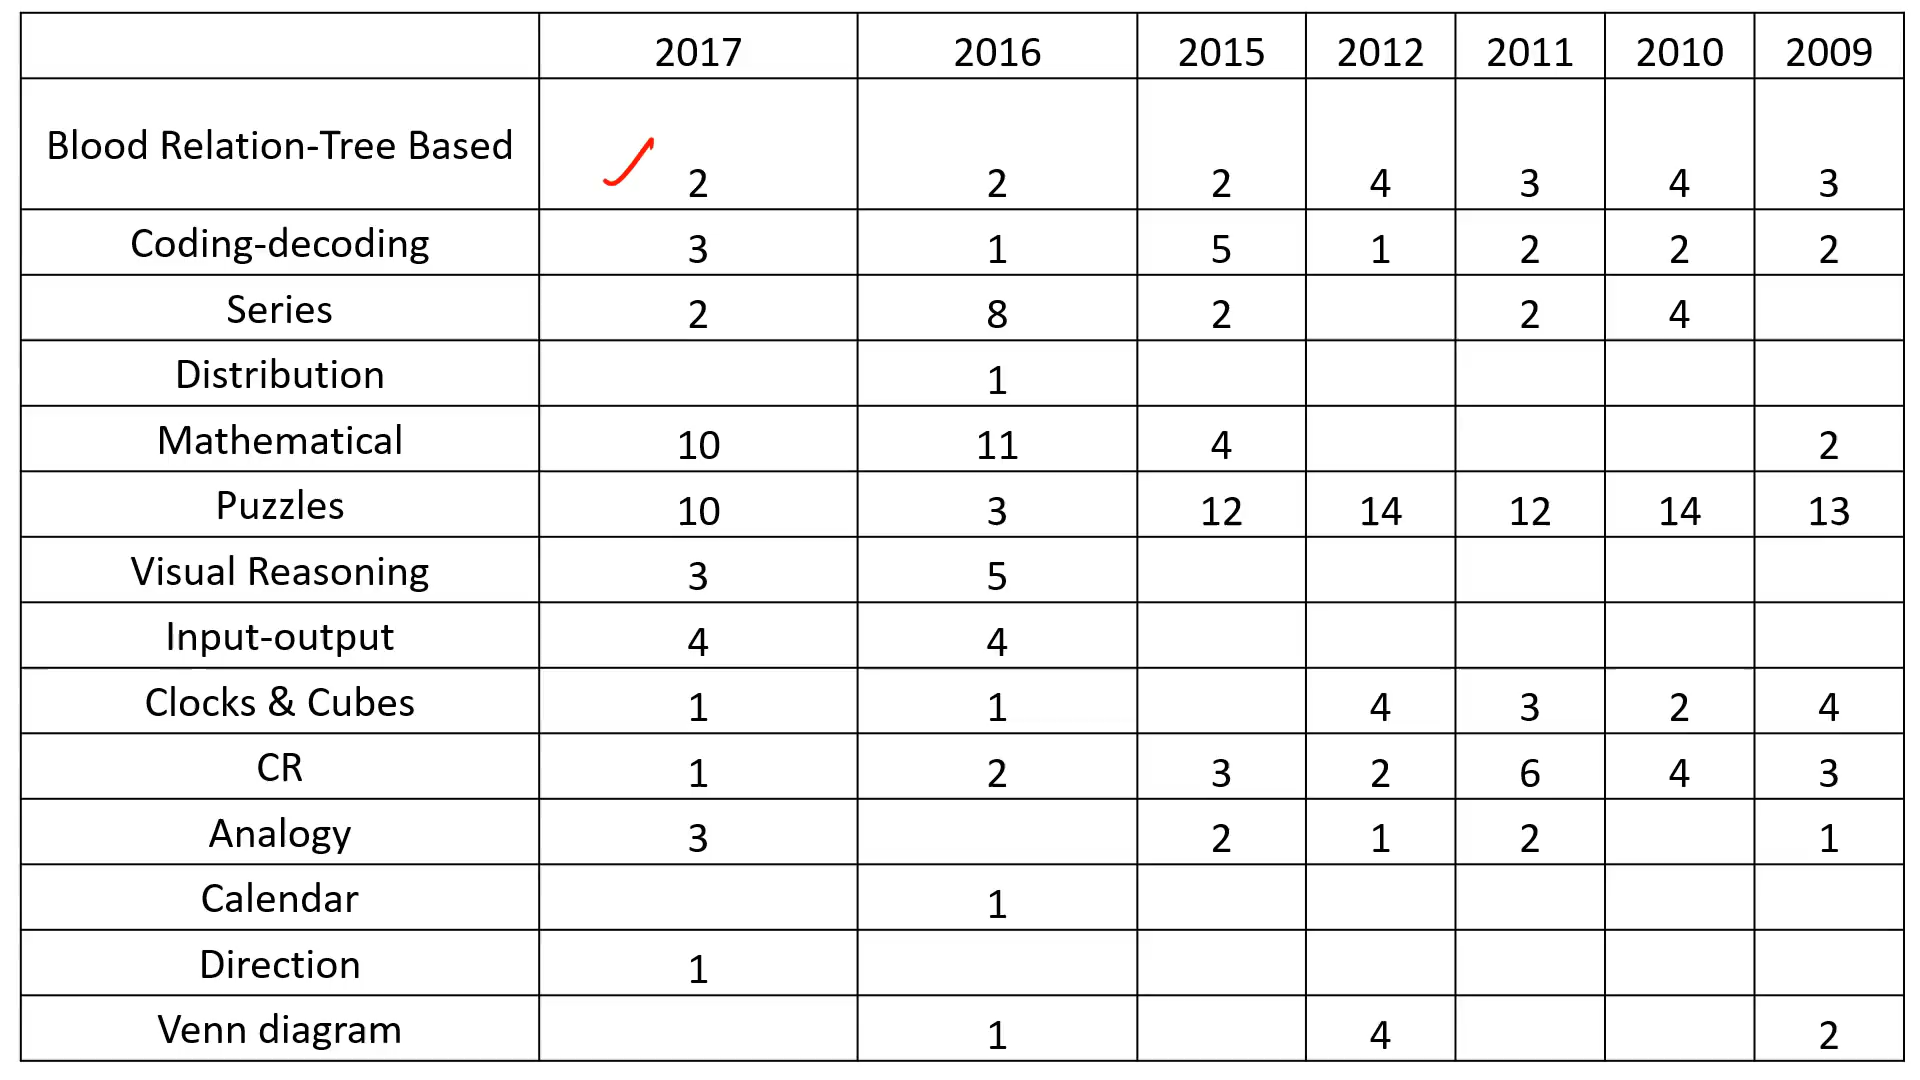 2017 2016 2015 2012 2011 2010 2009
Blood Relation-Tree Based 2 2 2 4 3 4 3
Coding-decoding 3 1 5 1 2 2 2
Series 2 8 2 2 4
Distribution 1
Mathematical 10 11 4 2
Puzzles 10 3 12 14 12 14 13
Visual Reasoning 3 5
Input-output 4 4
Clocks & Cubes 1 1 4 3 2 4
CR 1 2 3 2 6 4 3
Analogy 3 2 1 2 1
Calendar 1
Direction 1
Venn diagram 1 4 2